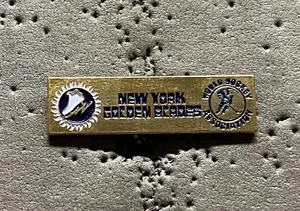 NEW YORK
GOLDEN BLADES
WORLD HOCKEY
ASSOCIATION